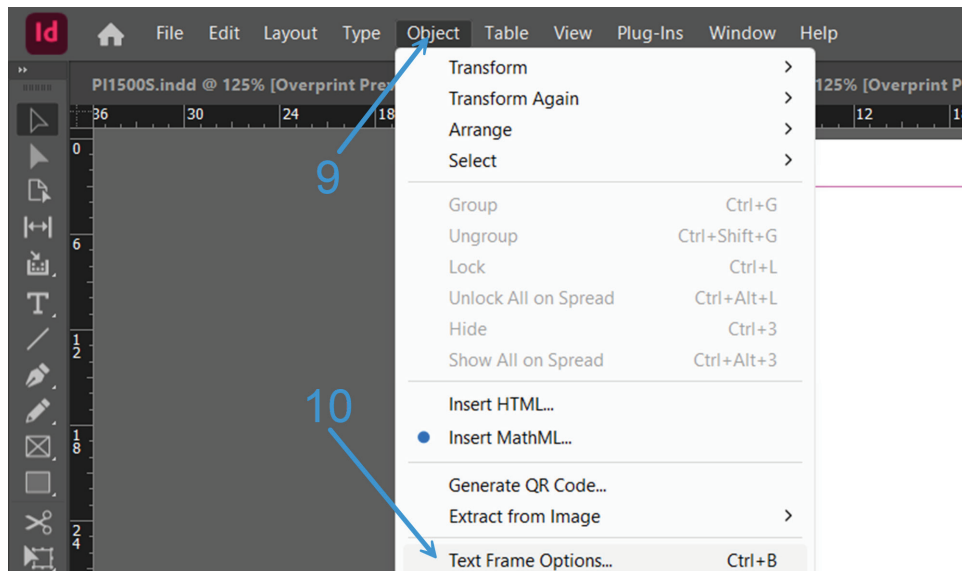 Id File Edit Layout Type Object Table View Plug-Ins Window Help
PI1500S.indd @ 125% [Overprint Pre 125% [Overprint P
36 30 24 18 12 1
0
6
1
2
1
8
2
4
9
10
Transform
Transform Again
Arrange
Select
Group Ctrl+G
Ungroup Ctrl+Shift+G
Lock Ctrl+L
Unlock All on Spread Ctrl+Alt+L
Hide Ctrl+3
Show All on Spread Ctrl+Alt+3
Insert HTML...
Insert MathML...
Generate QR Code...
Extract from Image
Text Frame Options... Ctrl+B